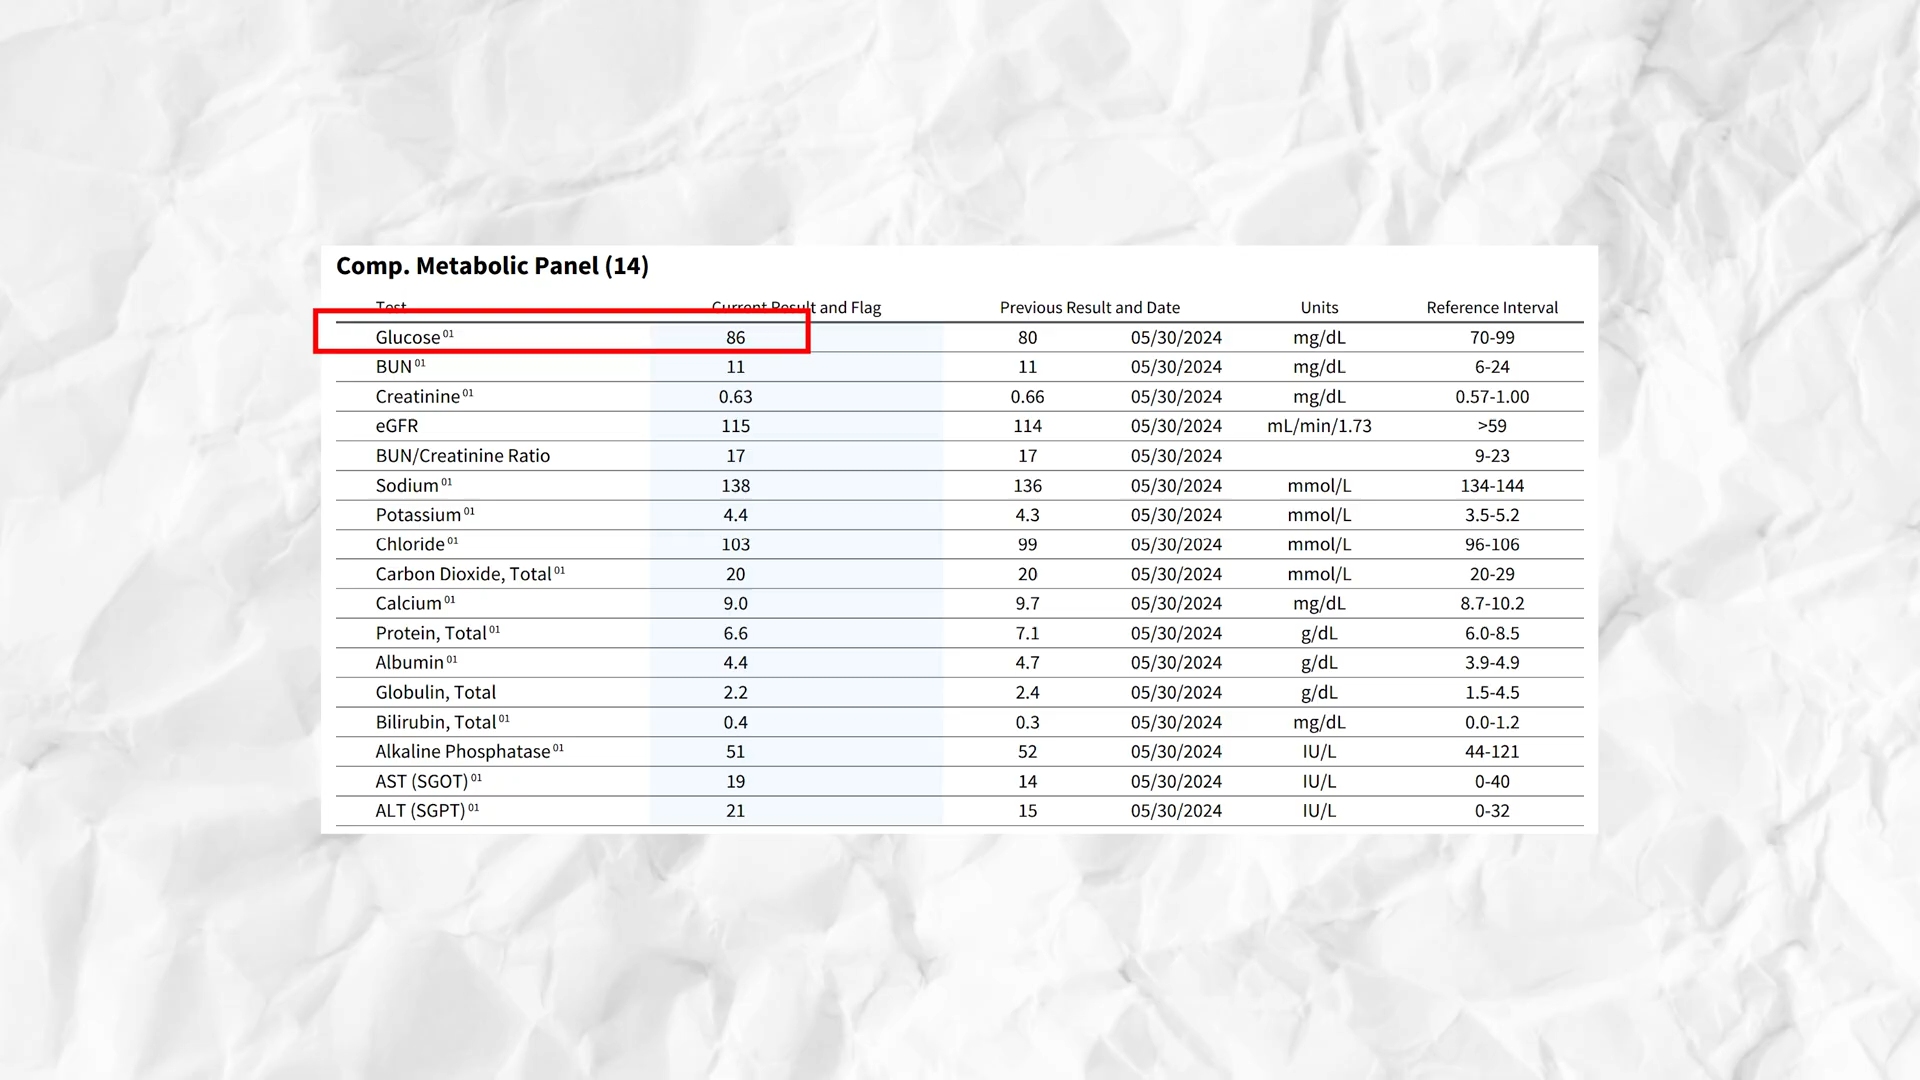 Comp. Metabolic Panel (14)
Test Current Result and Flag Previous Result and Date Units Reference Interval
Glucose 01 86 80 05/30/2024 mg/dL 70-99
BUN 01 11 11 05/30/2024 mg/dL 6-24
Creatinine 01 0.63 0.66 05/30/2024 mg/dL 0.57-1.00
eGFR 115 114 05/30/2024 mL/min/1.73 >59
BUN/Creatinine Ratio 17 17 05/30/2024 9-23
Sodium 01 138 136 05/30/2024 mmol/L 134-144
Potassium 01 4.4 4.3 05/30/2024 mmol/L 3.5-5.2
Chloride 01 103 99 05/30/2024 mmol/L 96-106
Carbon Dioxide, Total 01 20 20 05/30/2024 mmol/L 20-29
Calcium 01 9.0 9.7 05/30/2024 mg/dL 8.7-10.2
Protein, Total 01 6.6 7.1 05/30/2024 g/dL 6.0-8.5
Albumin 01 4.4 4.7 05/30/2024 g/dL 3.9-4.9
Globulin, Total 2.2 2.4 05/30/2024 g/dL 1.5-4.5
Bilirubin, Total 01 0.4 0.3 05/30/2024 mg/dL 0.0-1.2
Alkaline Phosphatase 01 51 52 05/30/2024 IU/L 44-121
AST (SGOT) 01 19 14 05/30/2024 IU/L 0-40
ALT (SGPT) 01 21 15 05/30/2024 IU/L 0-32